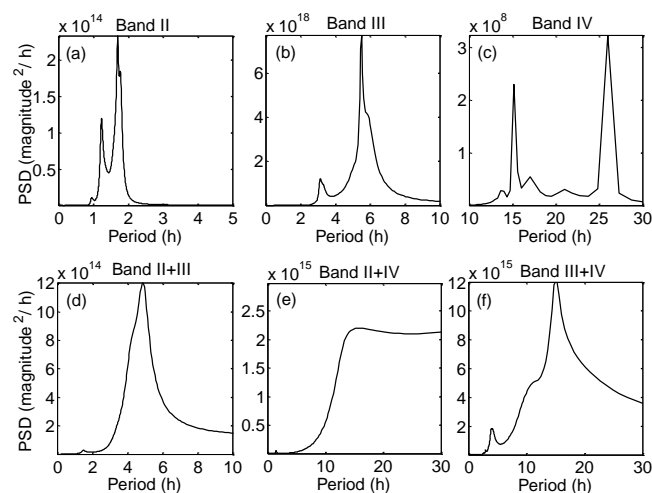 x 10^14 Band II
x 10^18 Band III
x 10^8 Band IV
(a)
(b)
(c)
PSD (magnitude^2/ h)
2
1.5
1
0.5
6
4
2
3
2
1
0 1 2 3 4 5
0 2 4 6 8 10
10 15 20 25 30
Period (h)
Period (h)
Period (h)
x 10^14 Band II+III
x 10^15 Band II+IV
x 10^15 Band III+IV
(d)
(e)
(f)
PSD (magnitude^2/ h)
12
10
8
6
4
2
2.5
2
1.5
1
0.5
12
10
8
6
4
2
0 2 4 6 8 10
0 10 20 30
0 10 20 30
Period (h)
Period (h)
Period (h)